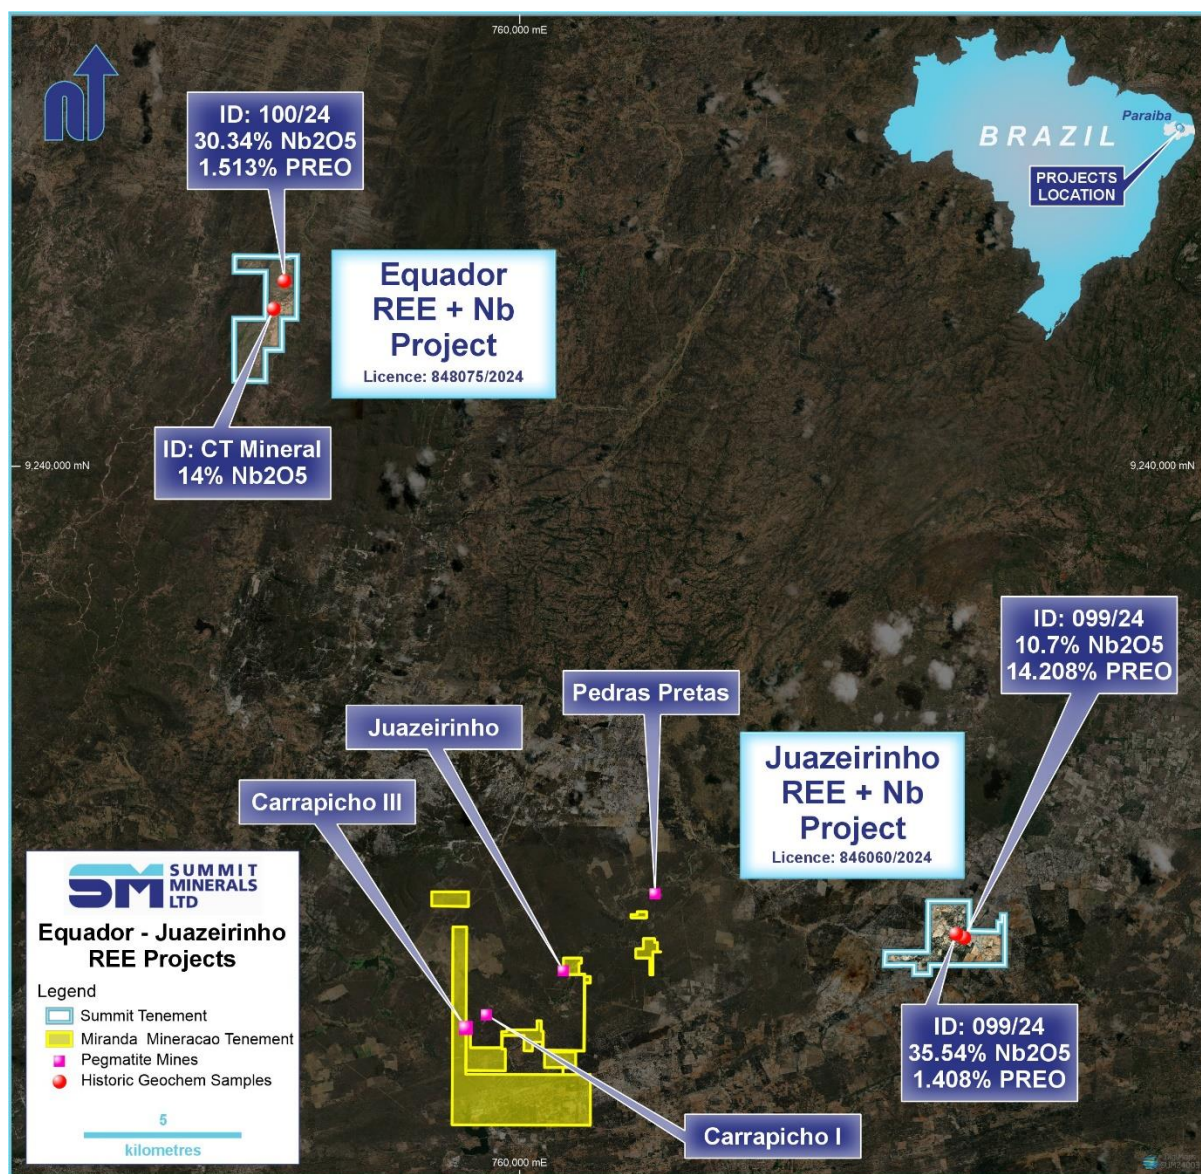 760,000 mE
ID: 100/24
30.34% Nb2O5
1.513% PREO
Paraiba
BRAZIL
PROJECTS
LOCATION
Equador
REE + Nb
Project
Licence: 848075/2024
ID: CT Mineral
14% Nb2O5
9,240,000 mN
9,240,000 mN
ID: 099/24
10.7% Nb2O5
14.208% PREO
Pedras Pretas
Juazeirinho
Carrapicho III
Juazeirinho
REE + Nb
Project
Licence: 846060/2024
SM SUMMIT
MINERALS
LTD
Equador - Juazeirinho
REE Projects
Legend
Summit Tenement
Miranda Mineracao Tenement
Pegmatite Mines
Historic Geochem Samples
5
kilometres
ID: 099/24
35.54% Nb2O5
1.408% PREO
Carrapicho I
760,000 mE